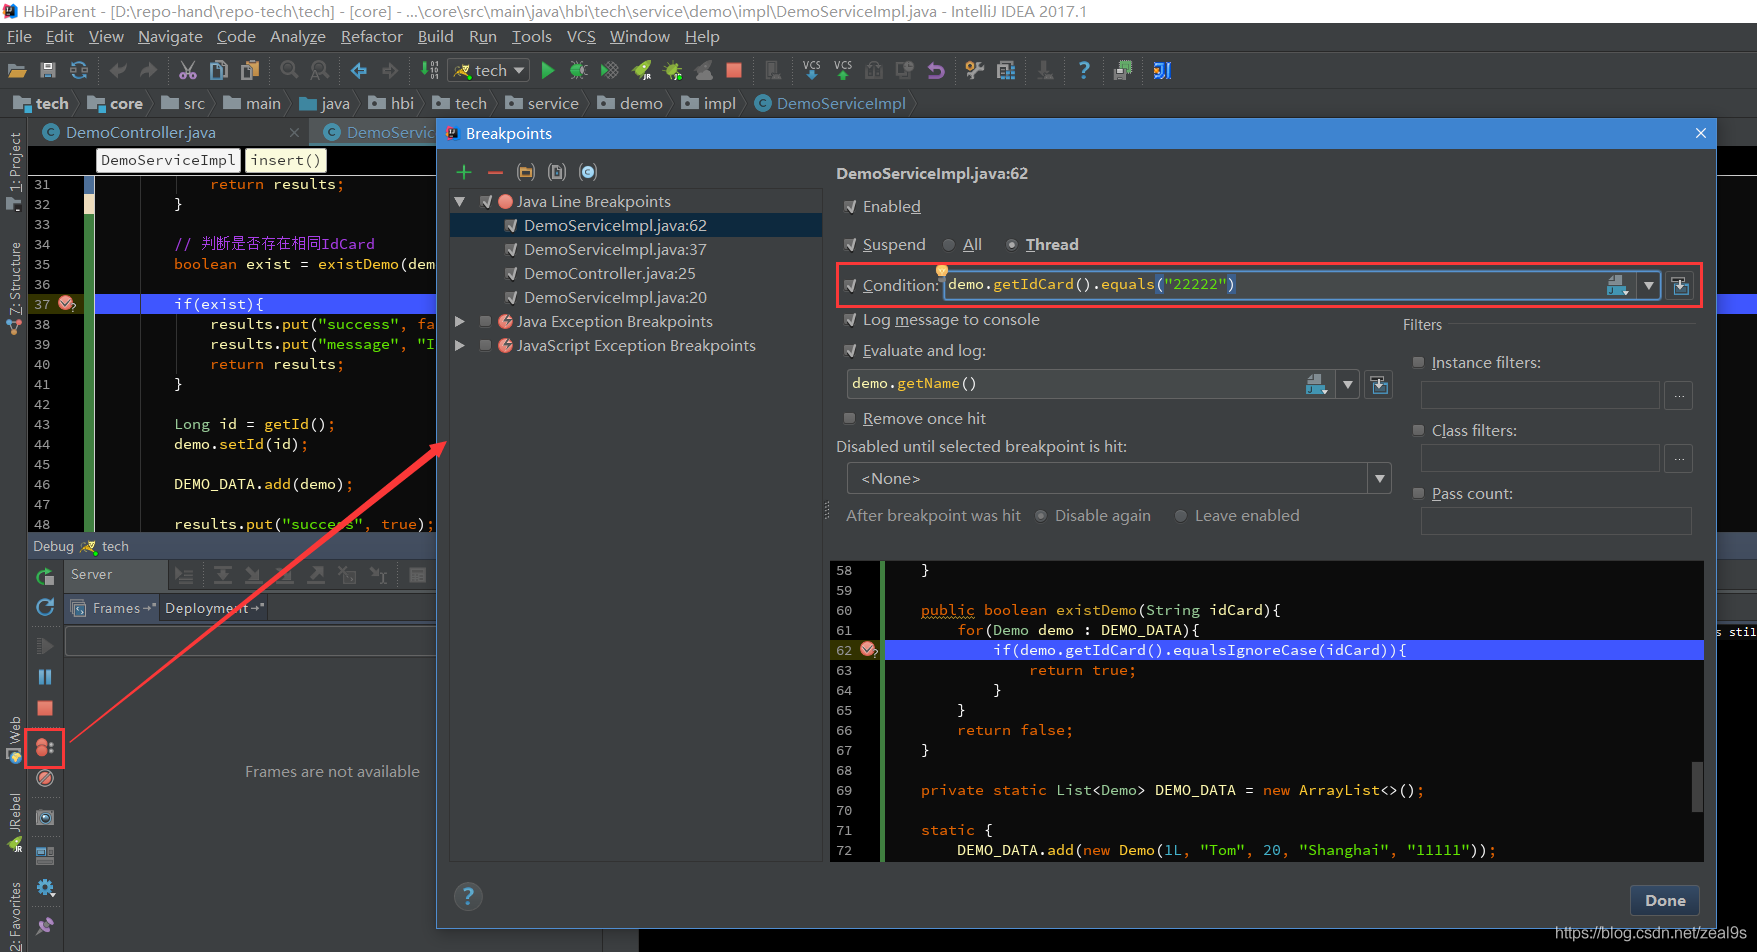 HbiParent - [D:\repo-hand\repo-tech\tech] - [core] - ...\core\src\main\java\hbi\tech\service\demo\impl\DemoServiceImpl.java - IntelliJ IDEA 2017.1
File Edit View Navigate Code Analyze Refactor Build Run Tools VCS Window Help
tech
VCS VCS
tech core src main java hbi tech service demo impl DemoServiceImpl
DemoController.java
DemoServic
DemoServiceImpl insert()
1: Project
Z: Structure
Web
JRebel
2: Favorites
31 return results;
32 }
33
34 // 判断是否存在相同IdCard
35 boolean exist = existDemo(dem
36
37 if(exist){
38 results.put("success", fa
39 results.put("message", "I
40 return results;
41 }
42
43 Long id = getId();
44 demo.setId(id);
45
46 DEMO_DATA.add(demo);
47
48 results.put("success", true);
Debug tech
Server
Frames Deployment
Frames are not available
Breakpoints
Java Line Breakpoints
DemoServiceImpl.java:62
DemoServiceImpl.java:37
DemoController.java:25
DemoServiceImpl.java:20
Java Exception Breakpoints
JavaScript Exception Breakpoints
DemoServiceImpl.java:62
Enabled
Suspend All Thread
Condition: demo.getIdCard().equals("22222")
Log message to console
Evaluate and log:
demo.getName()
Remove once hit
Disabled until selected breakpoint is hit:
<None>
After breakpoint was hit Disable again Leave enabled
Filters
Instance filters:
...
Class filters:
...
Pass count:
58 }
59
60 public boolean existDemo(String idCard){
61 for(Demo demo : DEMO_DATA){
62 if(demo.getIdCard().equalsIgnoreCase(idCard)){
63 return true;
64 }
65 }
66 return false;
67 }
68
69 private static List<Demo> DEMO_DATA = new ArrayList<>();
70
71 static {
72 DEMO_DATA.add(new Demo(1L, "Tom", 20, "Shanghai", "11111"));
s stil
Done
https://blog.csdn.net/zeal9s